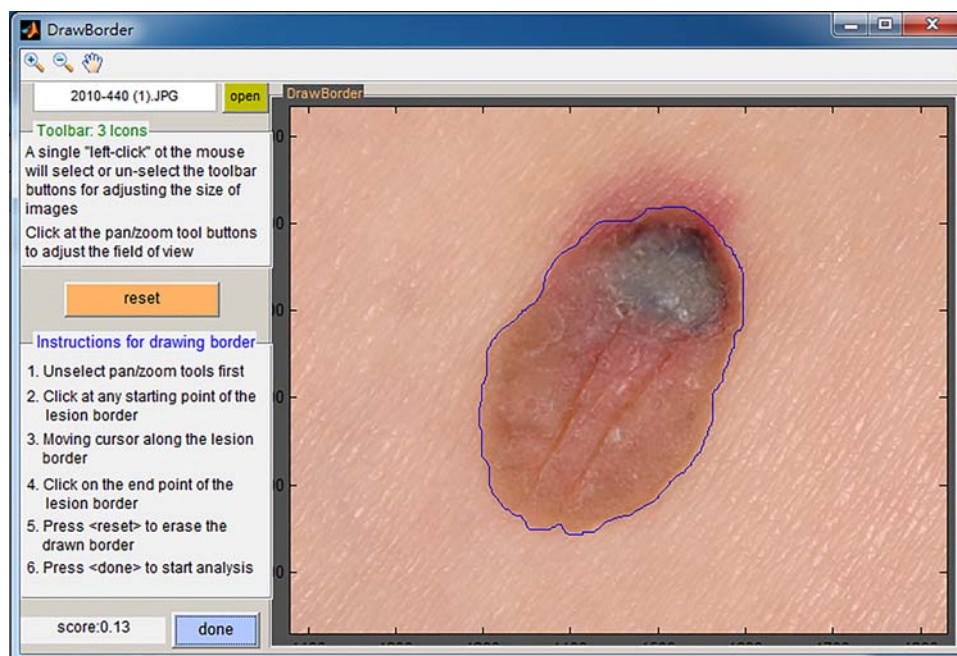 DrawBorder
2010-440 (1).JPG
open
DrawBorder
Toolbar: 3 Icons
A single "left-click" ot the mouse
will select or un-select the toolbar
buttons for adjusting the size of
images
Click at the pan/zoom tool buttons
to adjust the field of view
reset
Instructions for drawing border
1. Unselect pan/zoom tools first
2. Click at any starting point of the
lesion border
3. Moving cursor along the lesion
border
4. Click on the end point of the
lesion border
5. Press <reset> to erase the
drawn border
6. Press <done> to start analysis
score:0.13
done